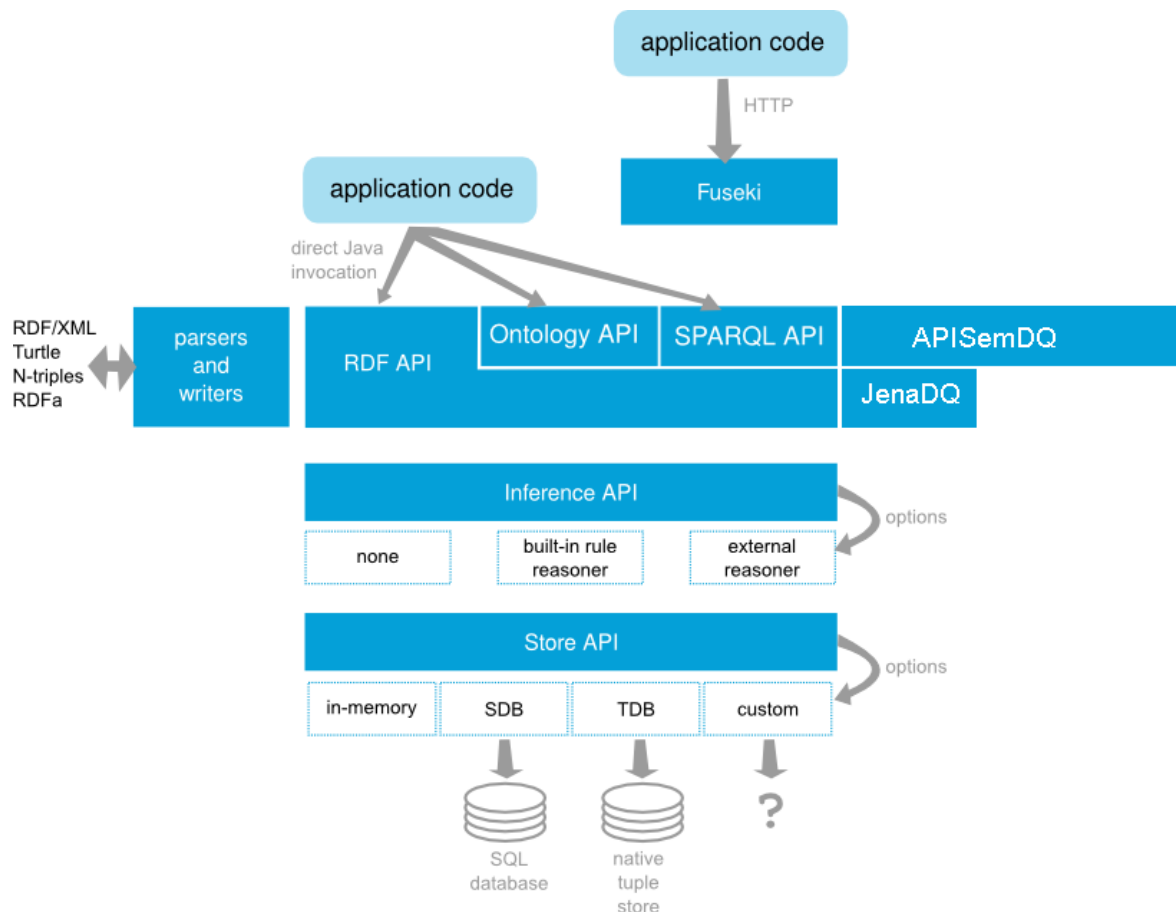 application code
HTTP
Fuseki
application code
direct Java
invocation
RDF/XML
Turtle
N-triples
RDFa
parsers
and
writers
RDF API
Ontology API
SPARQL API
APISemDQ
JenaDQ
Inference API
options
none
built-in rule
reasoner
external
reasoner
Store API
options
in-memory
SDB
TDB
custom
?
SQL
database
native
tuple
store